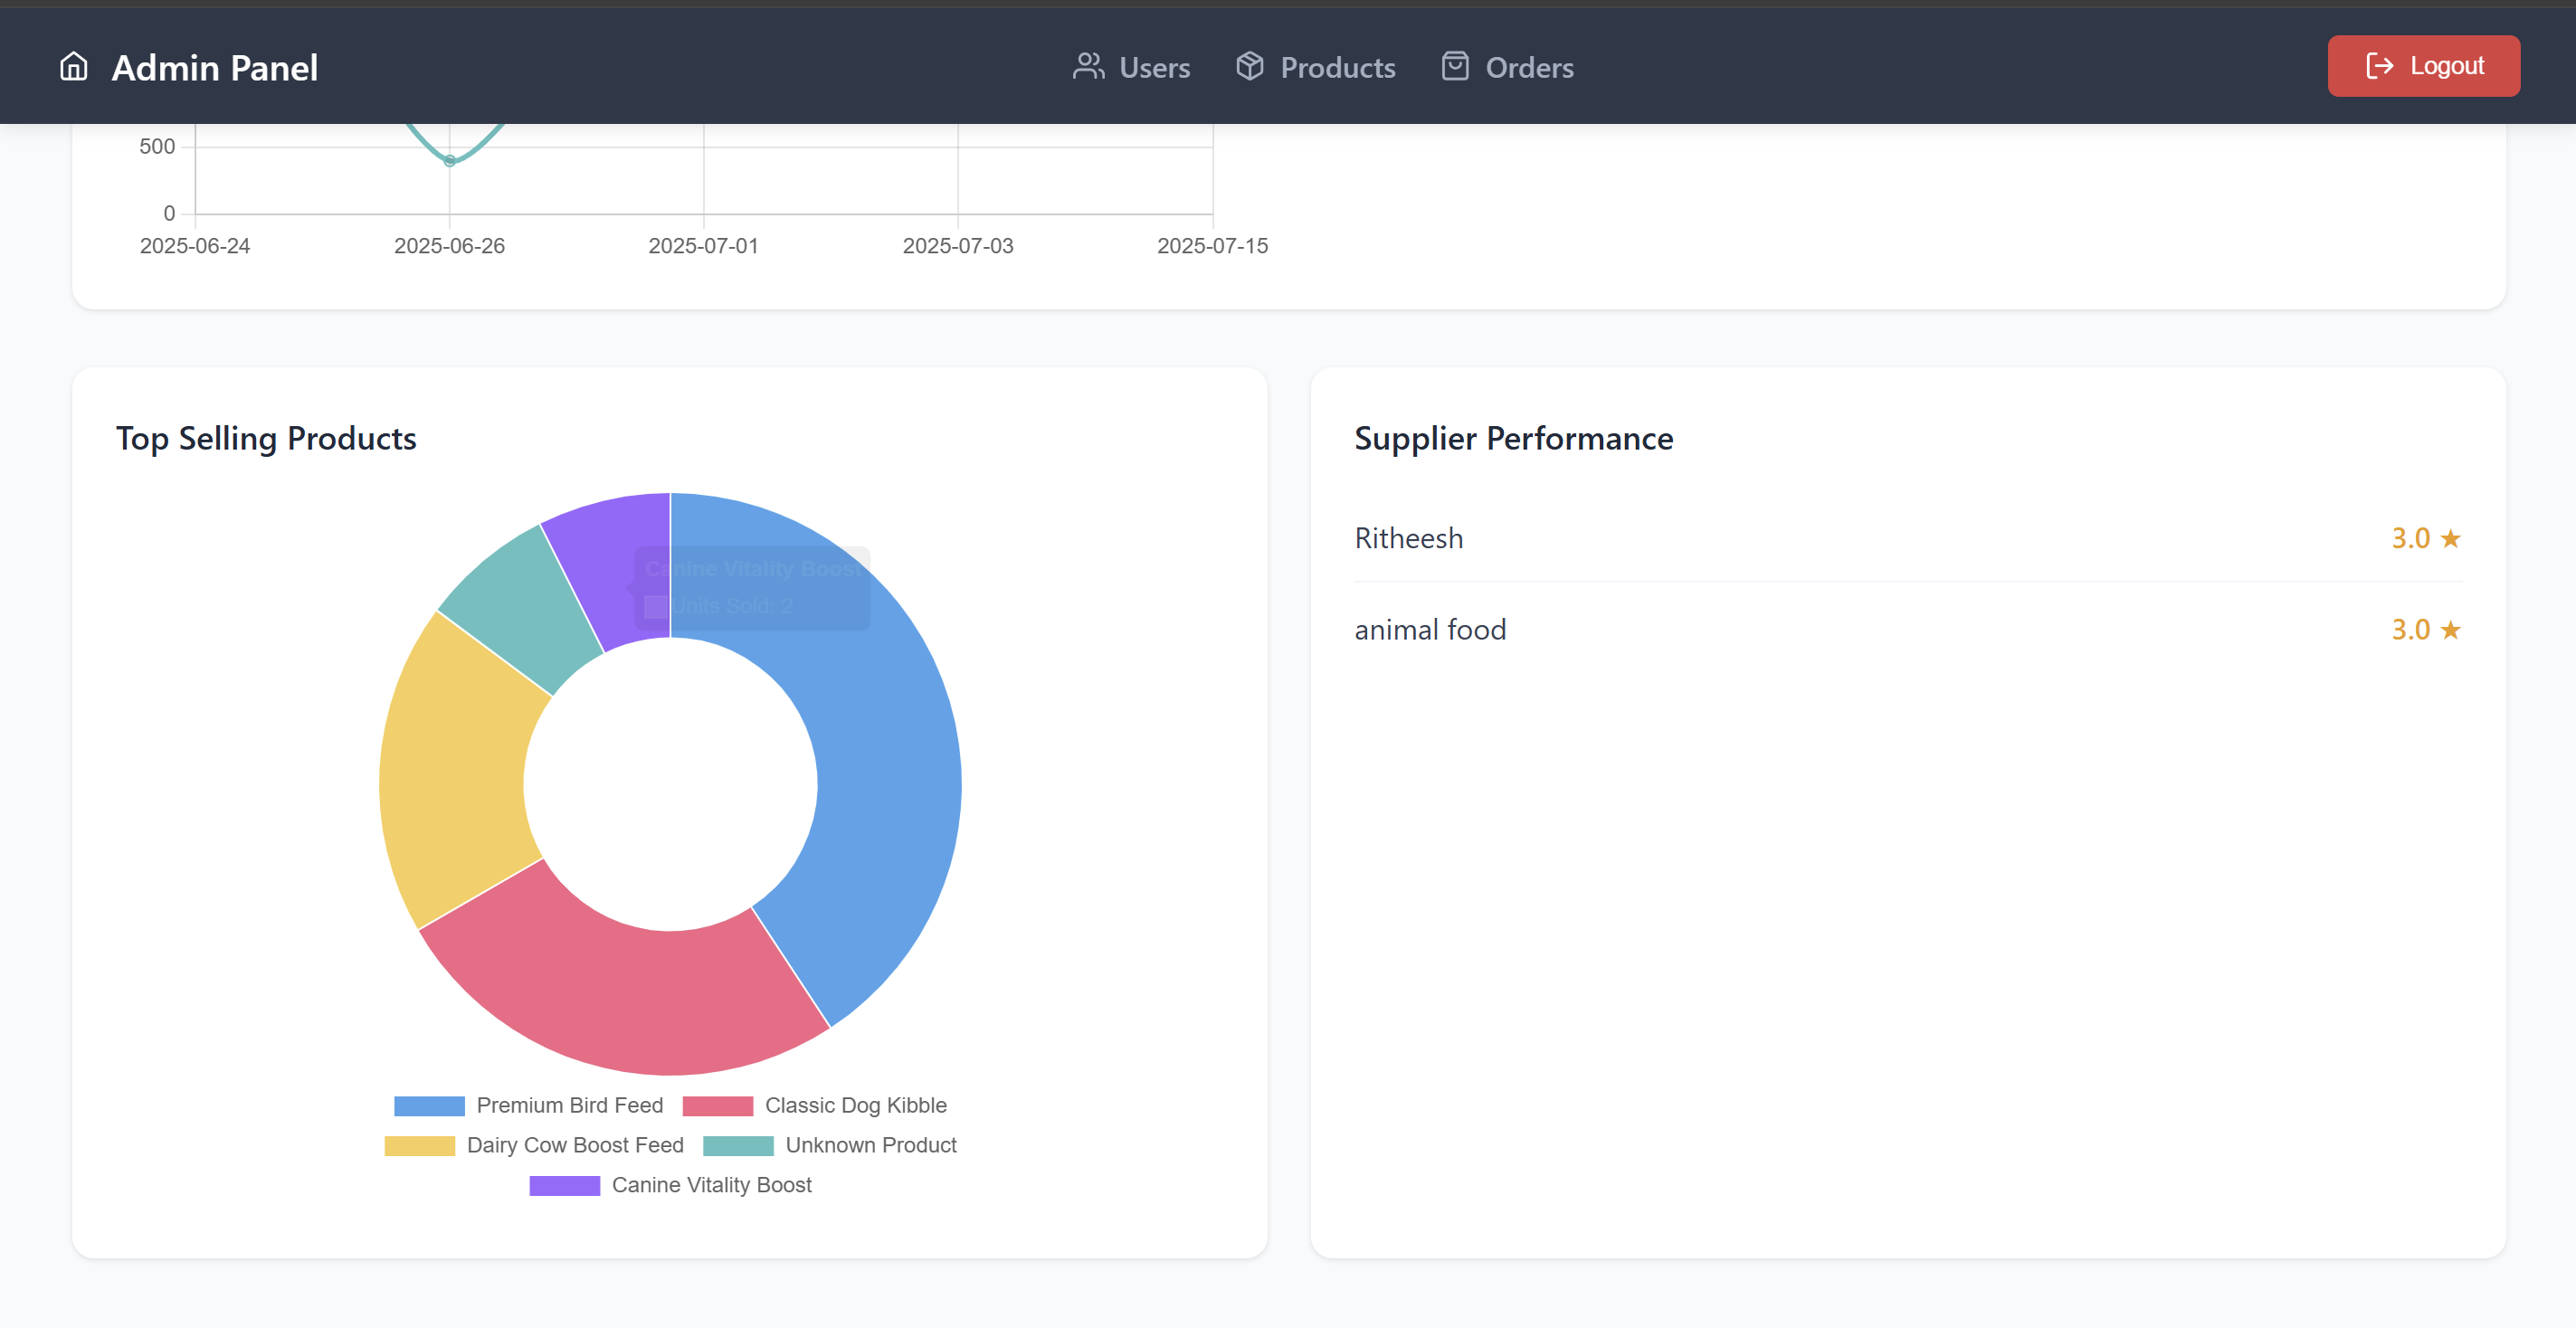 Admin Panel
Users
Products
Orders
Logout
500
0
2025-06-24
2025-06-26
2025-07-01
2025-07-03
2025-07-15
Top Selling Products
Canine Vitality Boost
Units Sold: 2
Premium Bird Feed
Classic Dog Kibble
Dairy Cow Boost Feed
Unknown Product
Canine Vitality Boost
Supplier Performance
Ritheesh 3.0 ★
animal food 3.0 ★